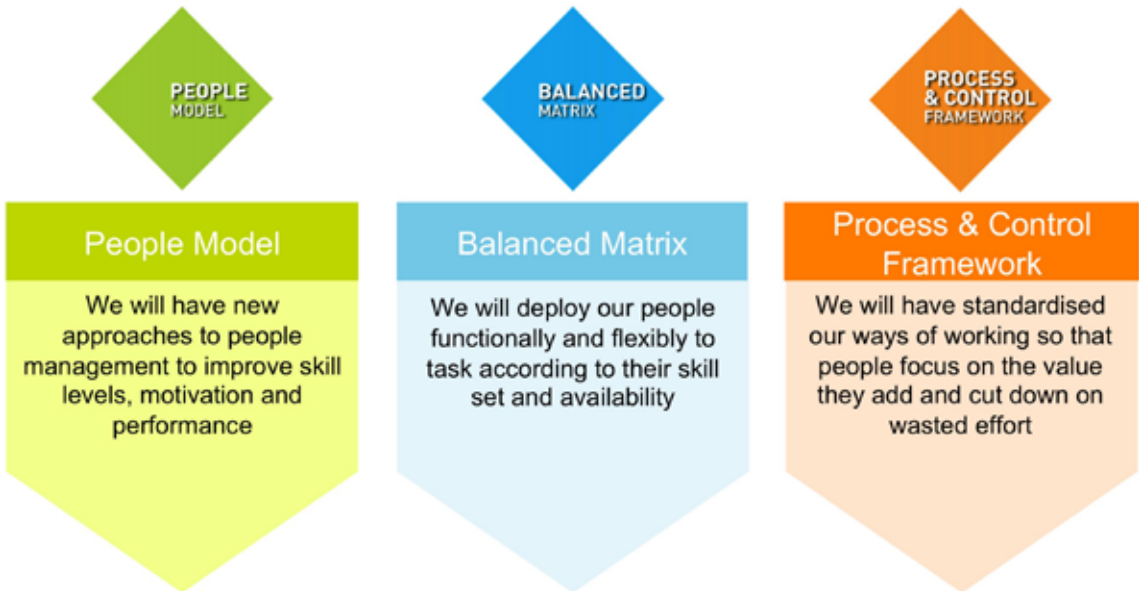 PEOPLE
MODEL
BALANCED
MATRIX
PROCESS
& CONTROL
FRAMEWORK
People Model
We will have new
approaches to people
management to improve skill
levels, motivation and
performance
Balanced Matrix
We will deploy our people
functionally and flexibly to
task according to their skill
set and availability
Process & Control
Framework
We will have standardised
our ways of working so that
people focus on the value
they add and cut down on
wasted effort